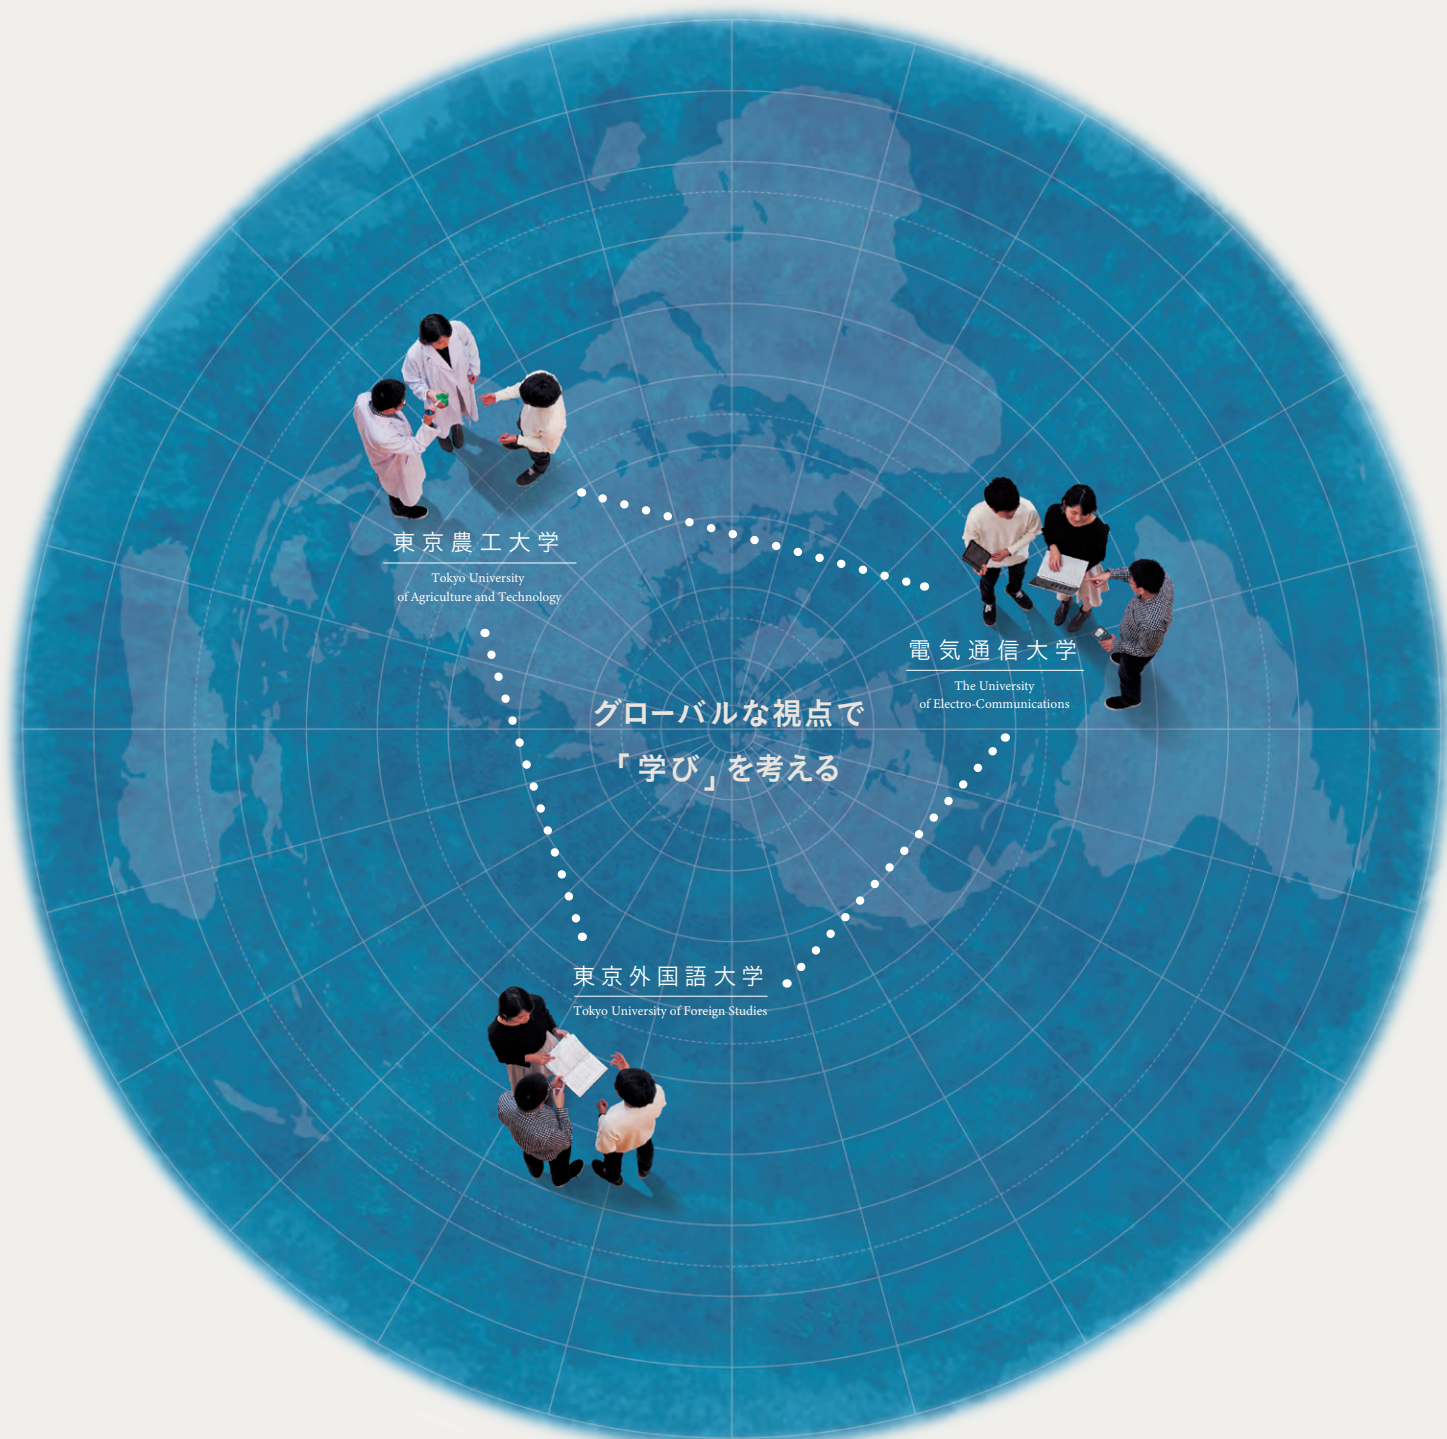 東京農工大学
Tokyo University
of Agriculture and Technology
電気通信大学
The University
of Electro-Communications
グローバルな視点で
「学び」を考える
東京外国語大学
Tokyo University of Foreign Studies